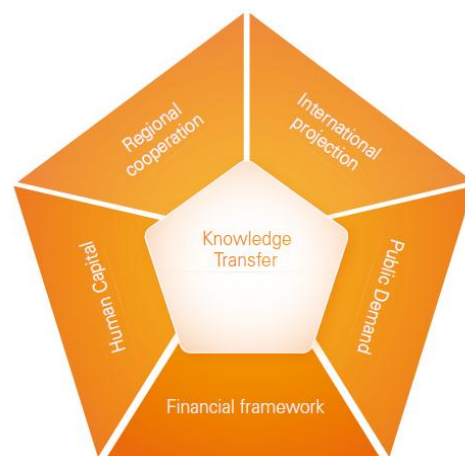 Regional
cooperation
International
projection
Knowledge
Transfer
Human Capital
Public Demand
Financial framework